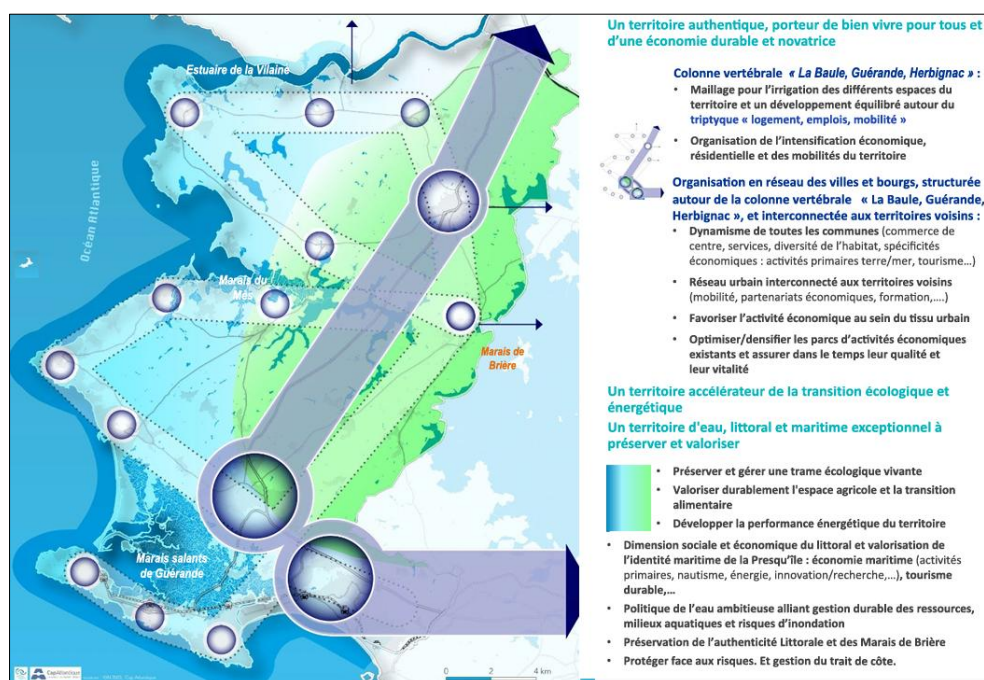 Estuaire de la Vilaine
Océan Atlantique
Marais du
Mès
Marais de
Brière
Marais salants
de Guérande
CapAtlantique
0 2 4 km
Un territoire authentique, porteur de bien vivre pour tous et
d'une économie durable et novatrice
Colonne vertébrale « La Baule, Guérande, Herbignac » :
• Maillage pour l'irrigation des différents espaces du
territoire et un développement équilibré autour du
triptyque « logement, emplois, mobilité »
• Organisation de l'intensification économique,
résidentielle et des mobilités du territoire
Organisation en réseau des villes et bourgs, structurée
autour de la colonne vertébrale « La Baule, Guérande,
Herbignac », et interconnectée aux territoires voisins :
• Dynamisme de toutes les communes (commerce de
centre, services, diversité de l'habitat, spécificités
économiques : activités primaires terre/mer, tourisme...)
• Réseau urbain interconnecté aux territoires voisins
(mobilité, partenariats économiques, formation,....)
• Favoriser l'activité économique au sein du tissu urbain
• Optimiser/densifier les parcs d'activités économiques
existants et assurer dans le temps leur qualité et
leur vitalité
Un territoire accélérateur de la transition écologique et
énergétique
Un territoire d'eau, littoral et maritime exceptionnel à
préserver et valoriser
• Préserver et gérer une trame écologique vivante
• Valoriser durablement l'espace agricole et la transition
alimentaire
• Développer la performance énergétique du territoire
• Dimension sociale et économique du littoral et valorisation de
l'identité maritime de la Presqu'île : économie maritime (activités
primaires, nautisme, énergie, innovation/recherche,...), tourisme
durable,...
• Politique de l'eau ambitieuse alliant gestion durable des ressources,
milieux aquatiques et risques d'inondation
• Préservation de l'authenticité Littorale et des Marais de Brière
• Protéger face aux risques. Et gestion du trait de côte.